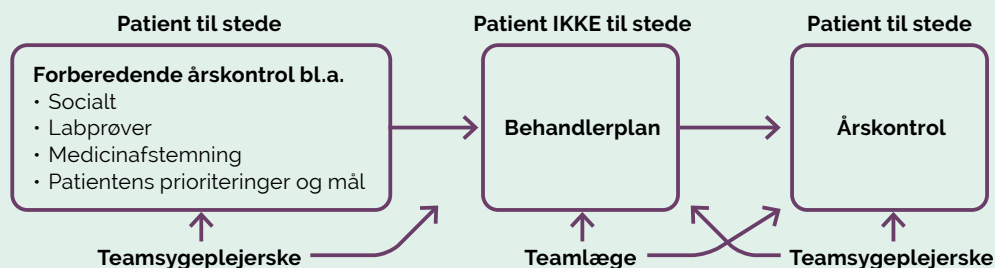 Patient til stede
Patient IKKE til stede
Patient til stede
Forberedende årskontrol bl.a.
• Socialt
• Labprøver
• Medicinafstemning
• Patientens prioriteringer og mål
Behandlerplan
Årskontrol
Teamsygeplejerske
Teamlæge
Teamsygeplejerske